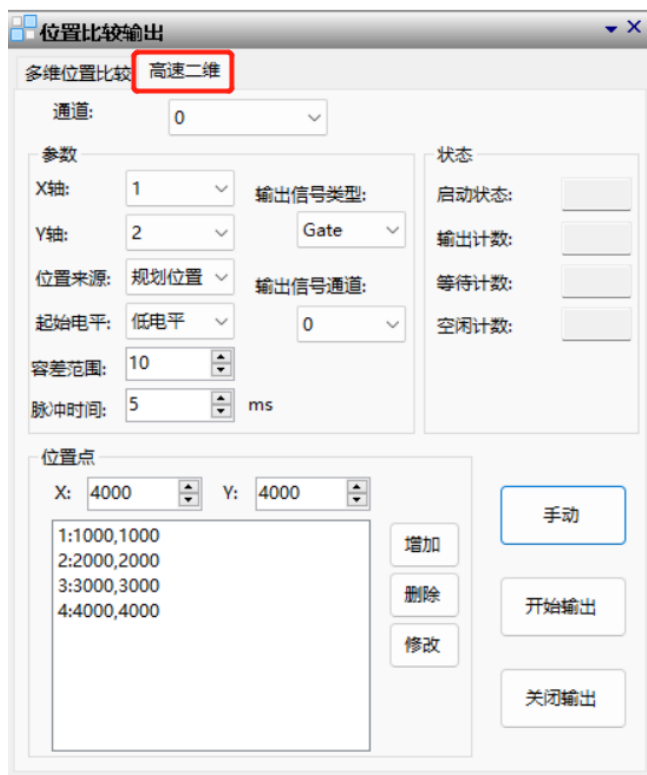 位置比较输出
多维位置比较 高速二维
通道: 0
参数
X轴: 1
输出信号类型:
Y轴: 2
Gate
位置来源: 规划位置
输出信号通道:
起始电平: 低电平
0
容差范围: 10
脉冲时间: 5 ms
状态
启动状态:
输出计数:
等待计数:
空闲计数:
位置点
X: 4000 Y: 4000
1:1000,1000
2:2000,2000
3:3000,3000
4:4000,4000
增加
删除
修改
手动
开始输出
关闭输出